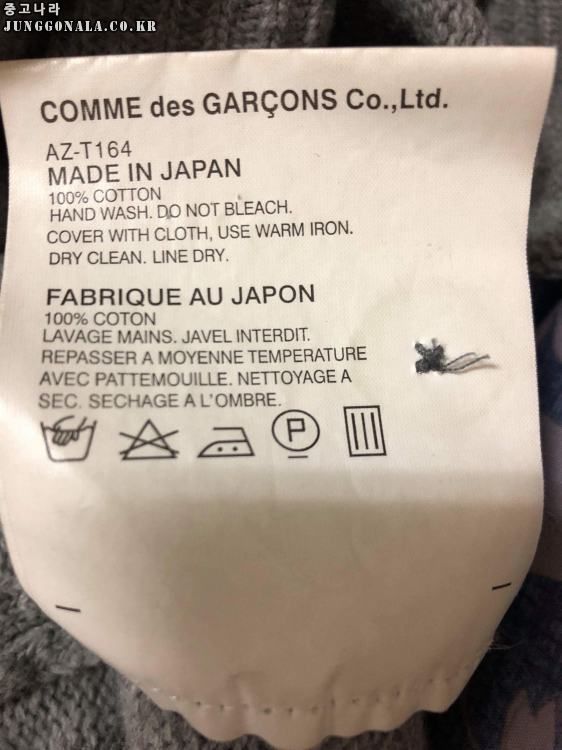 중고나라
JUNGGONALA.CO.KR
COMME des GARÇONS Co.,Ltd.
AZ-T164
MADE IN JAPAN
100% COTTON
HAND WASH. DO NOT BLEACH.
COVER WITH CLOTH, USE WARM IRON.
DRY CLEAN. LINE DRY.
FABRIQUE AU JAPON
100% COTON
LAVAGE MAINS. JAVEL INTERDIT.
REPASSER A MOYENNE TEMPERATURE
AVEC PATTEMOUILLE. NETTOYAGE A
SEC. SECHAGE A L'OMBRE.
P